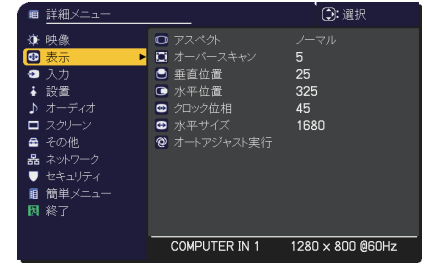 詳細メニュー
:選択
映像
表示
入力
設置
オーディオ
スクリーン
その他
ネットワーク
セキュリティ
簡単メニュー
終了
アスペクト ノーマル
オーバースキャン 5
垂直位置 25
水平位置 325
クロック位相 45
水平サイズ 1680
オートアジャスト実行
COMPUTER IN 1 1280 × 800 @60Hz